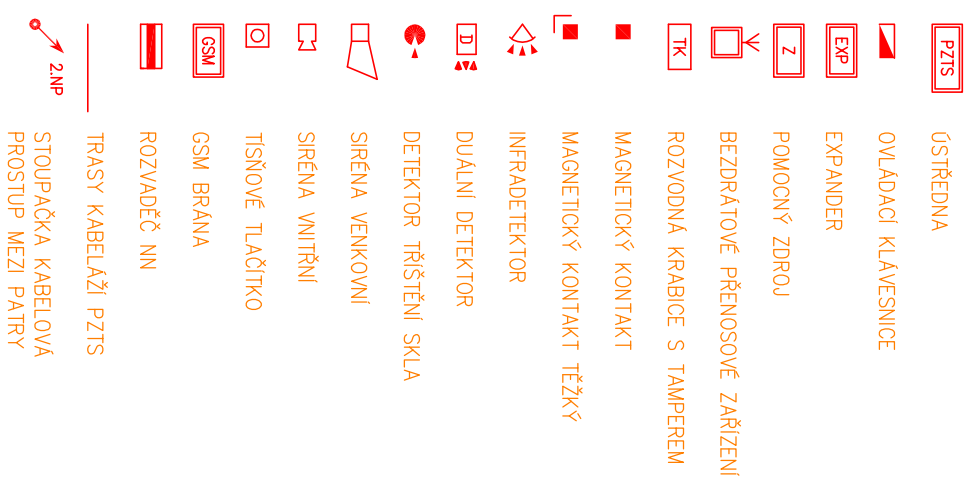 PZTS ÚSTŘEDNA
OVLÁDACÍ KLÁVESNICE
EXP EXPANDER
Z POMOCNÝ ZDROJ
BEZDRÁTOVÉ PŘENOSOVÉ ZAŘÍZENÍ
TK ROZVODNÁ KRABICE S TAMPEREM
MAGNETICKÝ KONTAKT
MAGNETICKÝ KONTAKT TĚŽKÝ
INFRADETEKTOR
D DUÁLNÍ DETEKTOR
DETEKTOR TŘÍŠTĚNÍ SKLA
SIRÉNA VENKOVNÍ
SIRÉNA VNITŘNÍ
TÍSŇOVÉ TLAČÍTKO
GSM GSM BRÁNA
ROZVADĚČ NN
TRASY KABELÁŽÍ PZTS
2.NP STOUPAČKA KABELOVÁ
PROSTUP MEZI PATRY